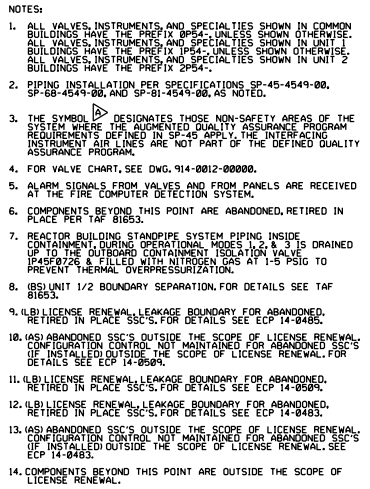 NOTES:
1. ALL VALVES, INSTRUMENTS, AND SPECIALTIES SHOWN IN COMMON
BUILDINGS HAVE THE PREFIX 0P54-, UNLESS SHOWN OTHERWISE.
ALL VALVES, INSTRUMENTS, AND SPECIALTIES SHOWN IN UNIT 1
BUILDINGS HAVE THE PREFIX 1P54-, UNLESS SHOWN OTHERWISE.
ALL VALVES, INSTRUMENTS, AND SPECIALTIES SHOWN IN UNIT 2
BUILDINGS HAVE THE PREFIX 2P54-.
2. PIPING INSTALLATION PER SPECIFICATIONS SP-45-4549-00,
SP-68-4549-00, AND SP-81-4549-00, AS NOTED.
3. THE SYMBOL A DESIGNATES THOSE NON-SAFETY AREAS OF THE
SYSTEM WHERE THE AUGMENTED QUALITY ASSURANCE PROGRAM
REQUIREMENTS DEFINED IN SP-45 APPLY. THE INTERFACING
INSTRUMENT AIR LINES ARE NOT PART OF THE DEFINED QUALITY
ASSURANCE PROGRAM.
4. FOR VALVE CHART, SEE DWG. 914-0012-00000.
5. ALARM SIGNALS FROM VALVES AND FROM PANELS ARE RECEIVED
AT THE FIRE COMPUTER DETECTION SYSTEM.
6. COMPONENTS BEYOND THIS POINT ARE ABANDONED, RETIRED IN
PLACE PER TAF 81653.
7. REACTOR BUILDING STANDPIPE SYSTEM PIPING INSIDE
CONTAINMENT, DURING OPERATIONAL MODES 1, 2, & 3 IS DRAINED
UP TO THE OUTBOARD CONTAINMENT ISOLATION VALVE
1P45F0726 & FILLED WITH NITROGEN GAS AT 1-5 PSIG TO
PREVENT THERMAL OVERPRESSURIZATION.
8. (BS) UNIT 1/2 BOUNDARY SEPARATION. FOR DETAILS SEE TAF
81653.
9. (LB) LICENSE RENEWAL, LEAKAGE BOUNDARY FOR ABANDONED,
RETIRED IN PLACE SSC'S. FOR DETAILS SEE ECP 14-0485.
10. (AS) ABANDONED SSC'S OUTSIDE THE SCOPE OF LICENSE RENEWAL.
CONFIGURATION CONTROL NOT MAINTAINED FOR ABANDONED SSC'S
(IF INSTALLED) OUTSIDE THE SCOPE OF LICENSE RENEWAL. FOR
DETAILS SEE ECP 14-0509.
11. (LB) LICENSE RENEWAL, LEAKAGE BOUNDARY FOR ABANDONED,
RETIRED IN PLACE SSC'S. FOR DETAILS SEE ECP 14-0509.
12. (LB) LICENSE RENEWAL, LEAKAGE BOUNDARY FOR ABANDONED,
RETIRED IN PLACE SSC'S. FOR DETAILS SEE ECP 14-0483.
13. (AS) ABANDONED SSC'S OUTSIDE THE SCOPE OF LICENSE RENEWAL.
CONFIGURATION CONTROL NOT MAINTAINED FOR ABANDONED SSC'S
(IF INSTALLED) OUTSIDE THE SCOPE OF LICENSE RENEWAL. SEE
ECP 14-0483.
14. COMPONENTS BEYOND THIS POINT ARE OUTSIDE THE SCOPE OF
LICENSE RENEWAL.